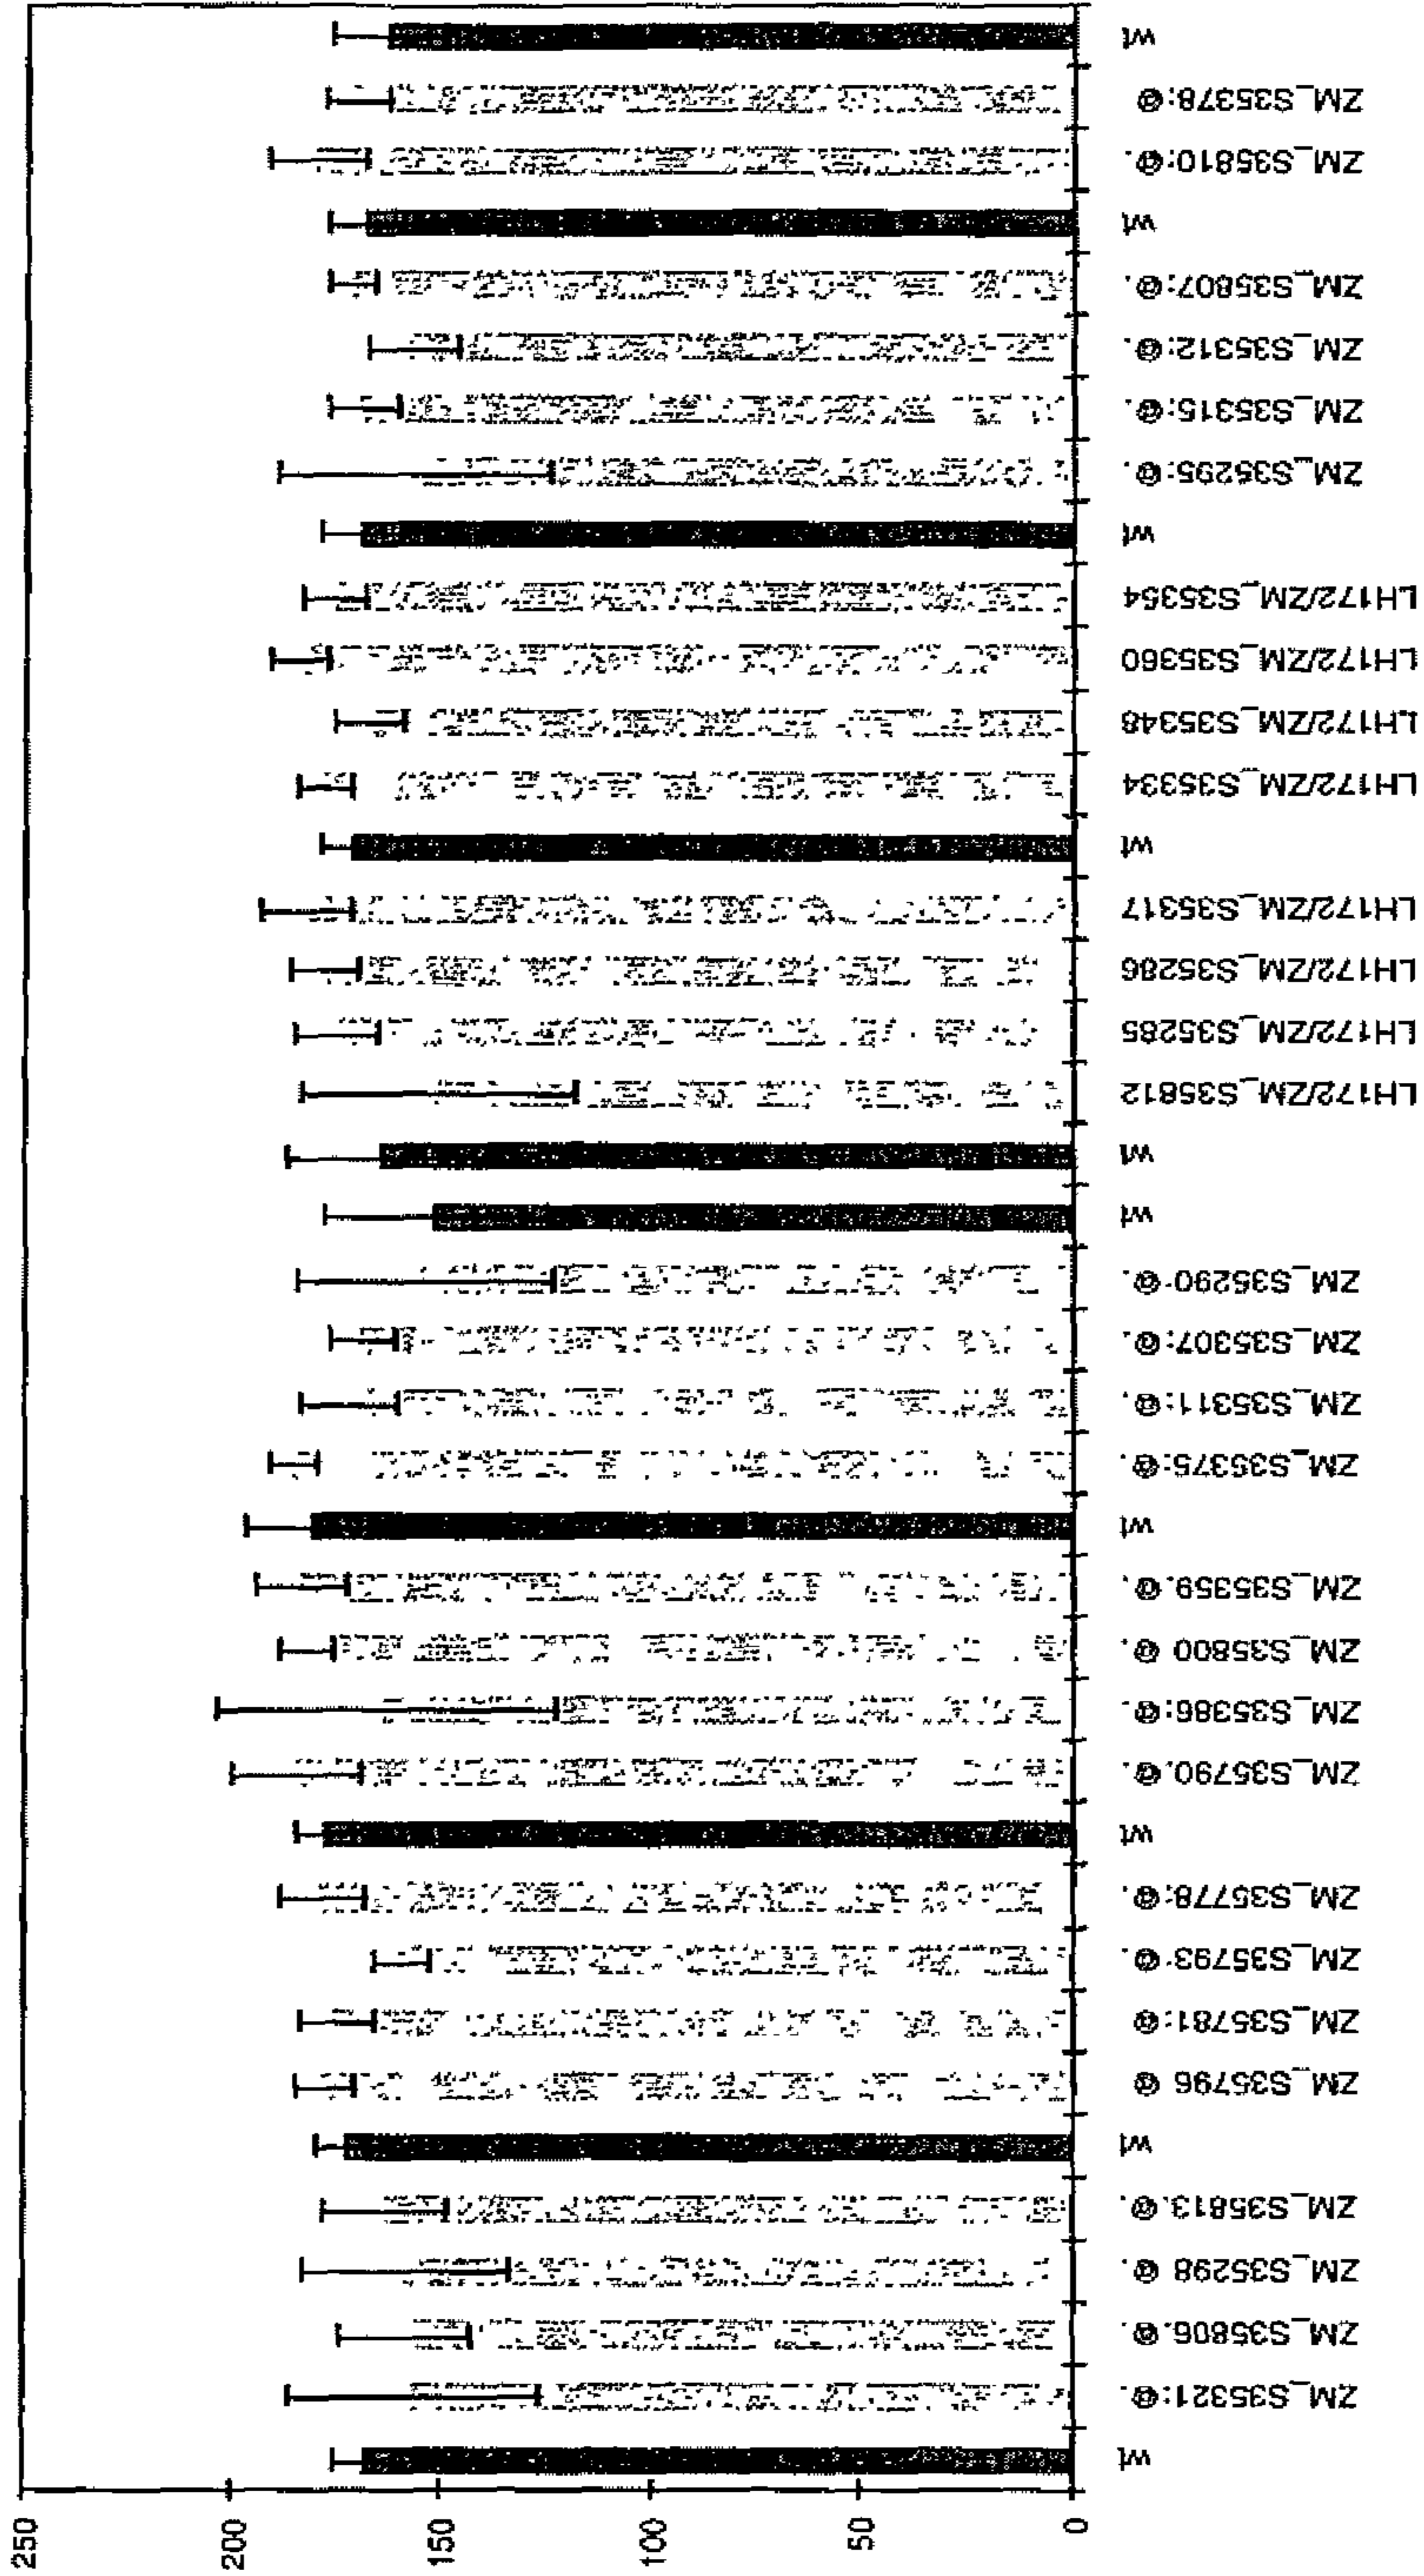 250
200
150
100
50
0
wt
ZM_S35321:@.
ZM_S35806.@.
ZM_S35298 @.
ZM_S35813.@.
wt
ZM_S35796 @
ZM_S35781:@.
ZM_S35793:@.
ZM_S35778:@.
wt
ZM_S35790.@.
ZM_S35386:@.
ZM_S35800 @.
ZM_S35359.@.
wt
ZM_S35375:@.
ZM_S35311:@.
ZM_S35307:@.
ZM_S35290:@.
wt
wt
LH172/ZM_S35812
LH172/ZM_S35285
LH172/ZM_S35286
LH172/ZM_S35317
wt
LH172/ZM_S35334
LH172/ZM_S35348
LH172/ZM_S35360
LH172/ZM_S35354
wt
ZM_S35295:@.
ZM_S35315:@.
ZM_S35312:@.
ZM_S35807:@.
wt
ZM_S35810:@.
ZM_S35378:@.
wt